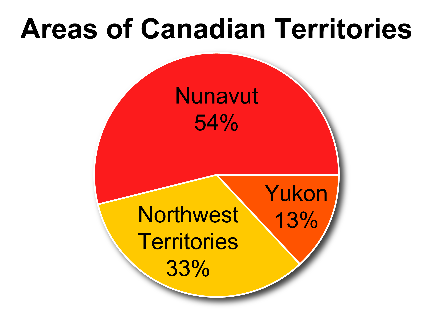 Areas of Canadian Territories
Nunavut
54%
Yukon
13%
Northwest
Territories
33%